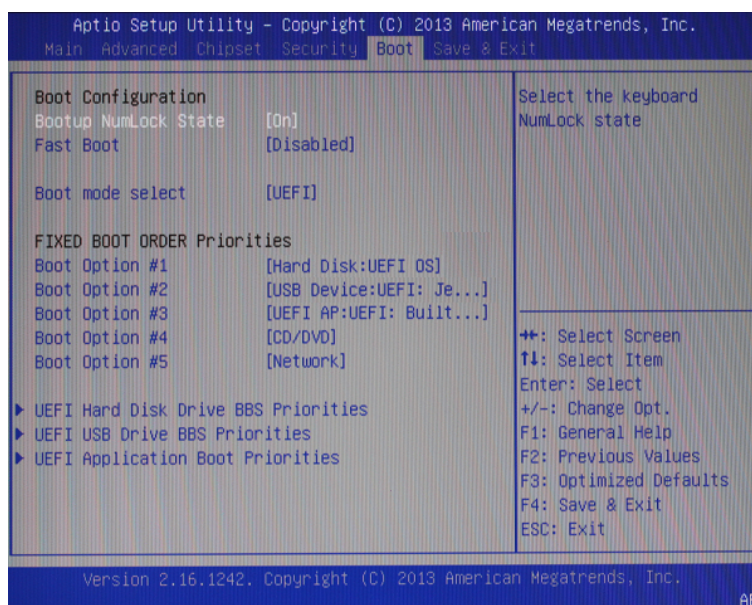 Aptio Setup Utility – Copyright (C) 2013 American Megatrends, Inc.
Main Advanced Chipset Security Boot Save & Exit
Boot Configuration
Bootup NumLock State [On]
Fast Boot [Disabled]
Boot mode select [UEFI]
FIXED BOOT ORDER Priorities
Boot Option #1 [Hard Disk:UEFI OS]
Boot Option #2 [USB Device:UEFI: Je...]
Boot Option #3 [UEFI AP:UEFI: Built...]
Boot Option #4 [CD/DVD]
Boot Option #5 [Network]
UEFI Hard Disk Drive BBS Priorities
UEFI USB Drive BBS Priorities
UEFI Application Boot Priorities
Select the keyboard
NumLock state
→←: Select Screen
↑↓: Select Item
Enter: Select
+/-: Change Opt.
F1: General Help
F2: Previous Values
F3: Optimized Defaults
F4: Save & Exit
ESC: Exit
Version 2.16.1242. Copyright (C) 2013 American Megatrends, Inc.